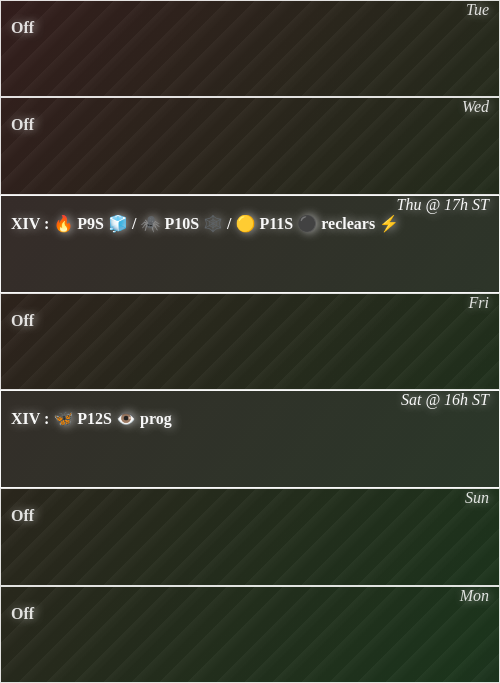 Tue
Off
Wed
Off
Thu @ 17h ST
XIV : 🔥 P9S 🧊 / 🕷️ P10S 🕸️ / 🟡 P11S ⚫ reclears ⚡
Fri
Off
Sat @ 16h ST
XIV : 🦋 P12S 👁️ prog
Sun
Off
Mon
Off